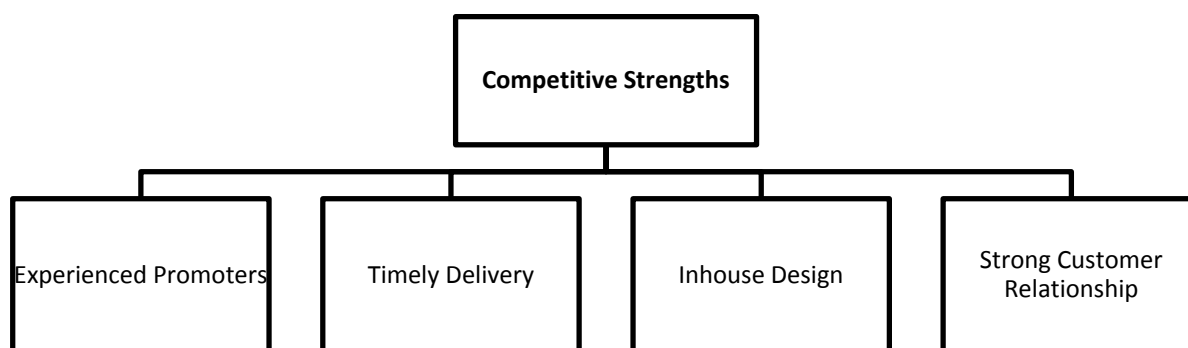 Competitive Strengths
Experienced Promoters
Timely Delivery
Inhouse Design
Strong Customer
Relationship